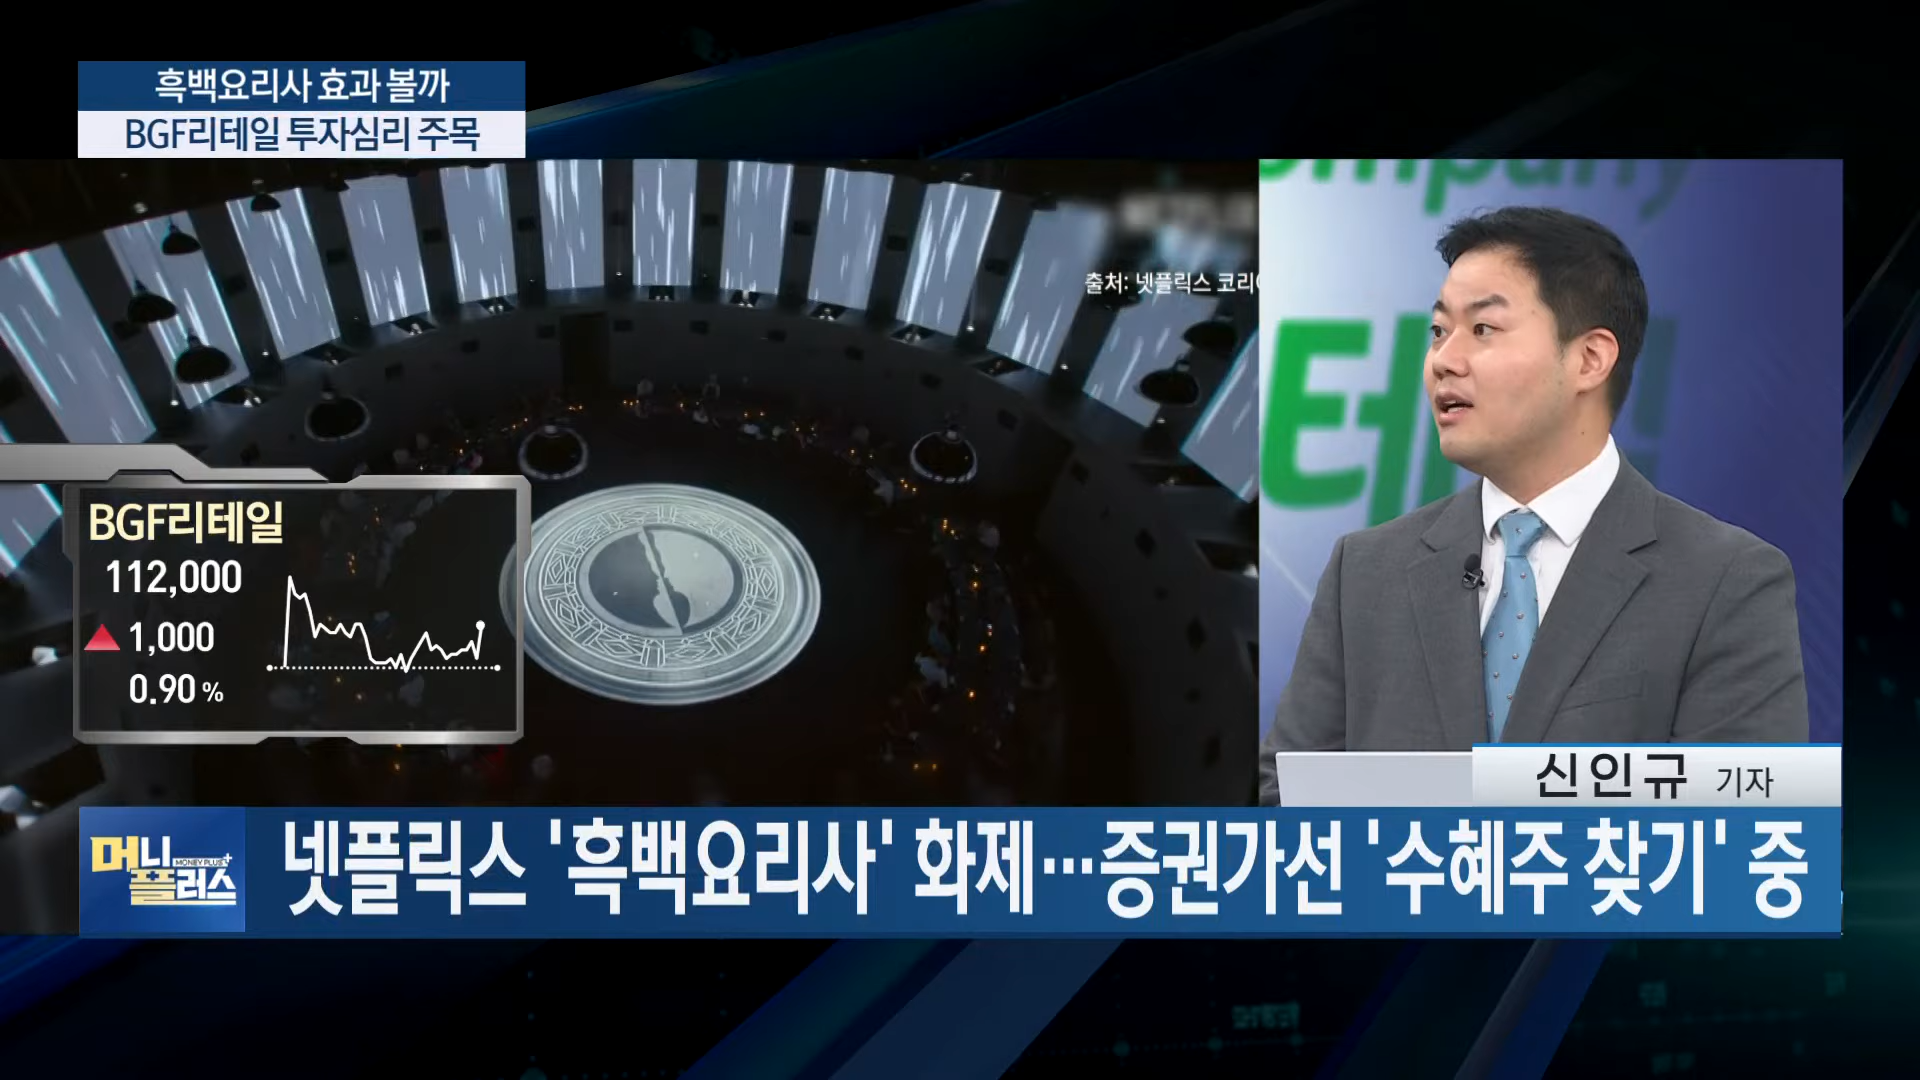 흑백요리사 효과 볼까
BGF리테일 투자심리 주목
출처: 넷플릭스
테
BGF리테일
112,000
▲ 1,000
0.90 %
신인규 기자
머니플러스
MONEY PLUS+
넷플릭스 '흑백요리사' 화제…증권가선 '수혜주 찾기' 중